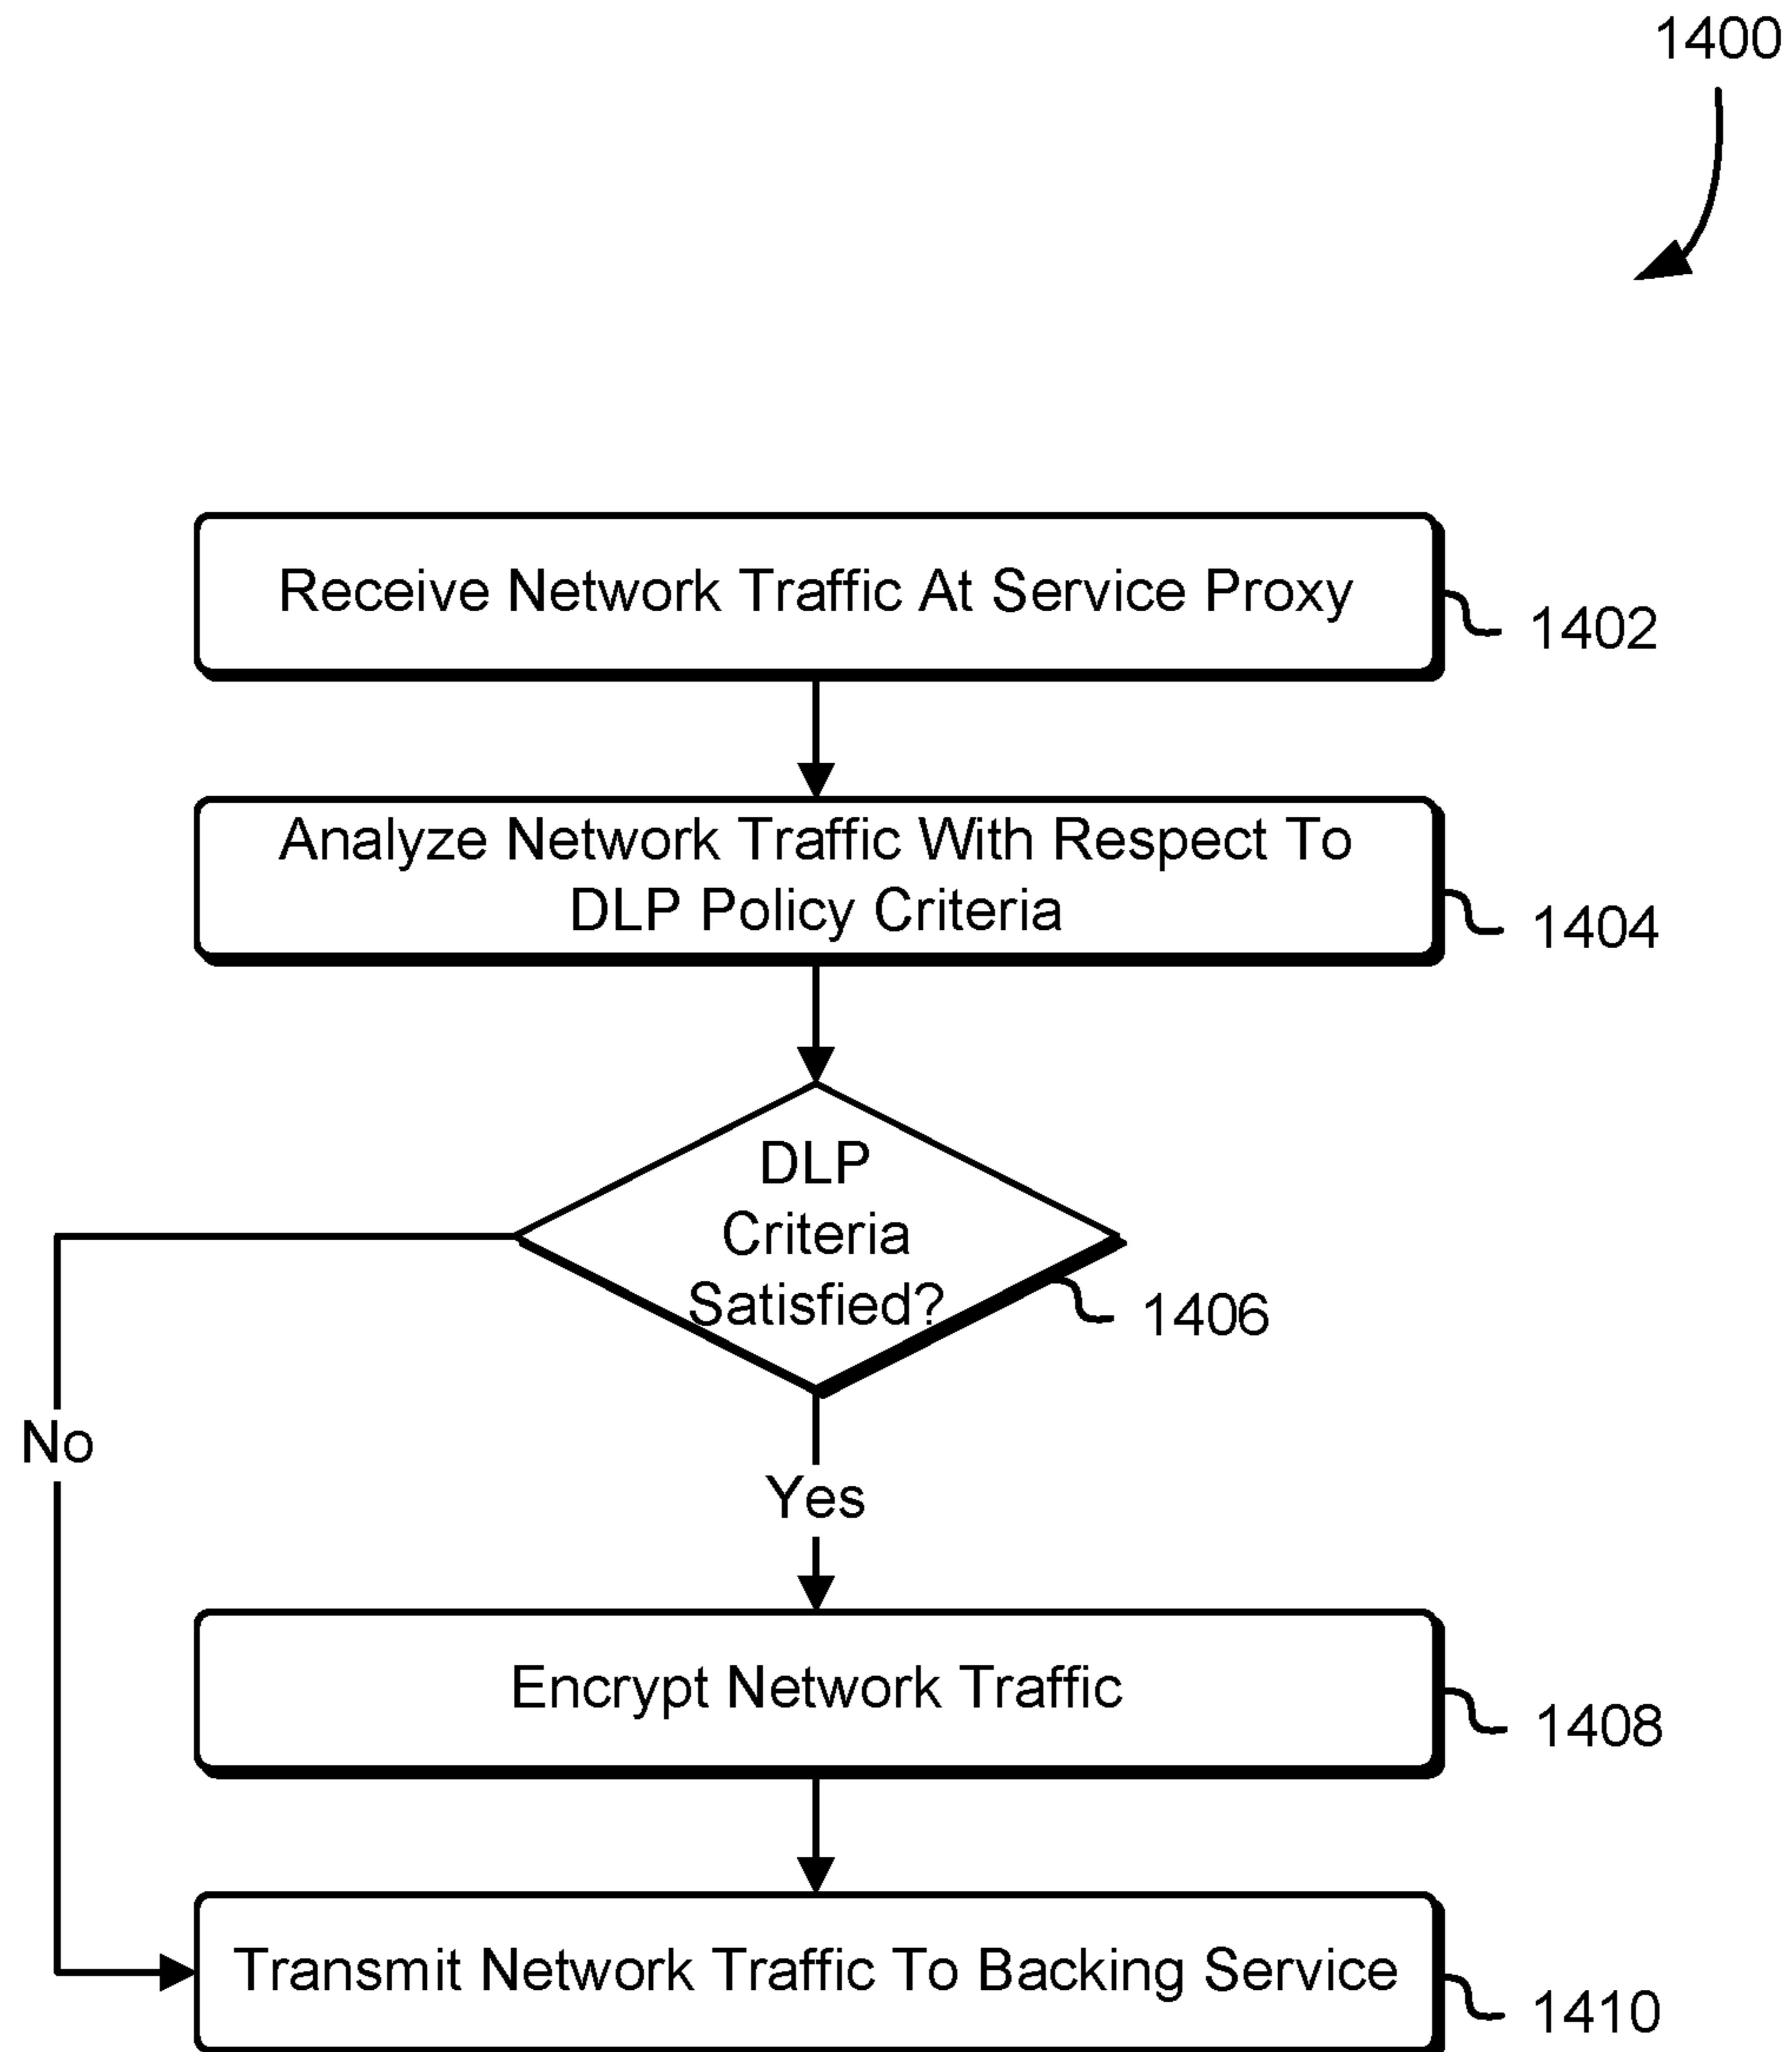 1400
Receive Network Traffic At Service Proxy
1402
Analyze Network Traffic With Respect To
DLP Policy Criteria
1404
DLP
Criteria
Satisfied?
1406
No
Yes
Encrypt Network Traffic
1408
Transmit Network Traffic To Backing Service
1410